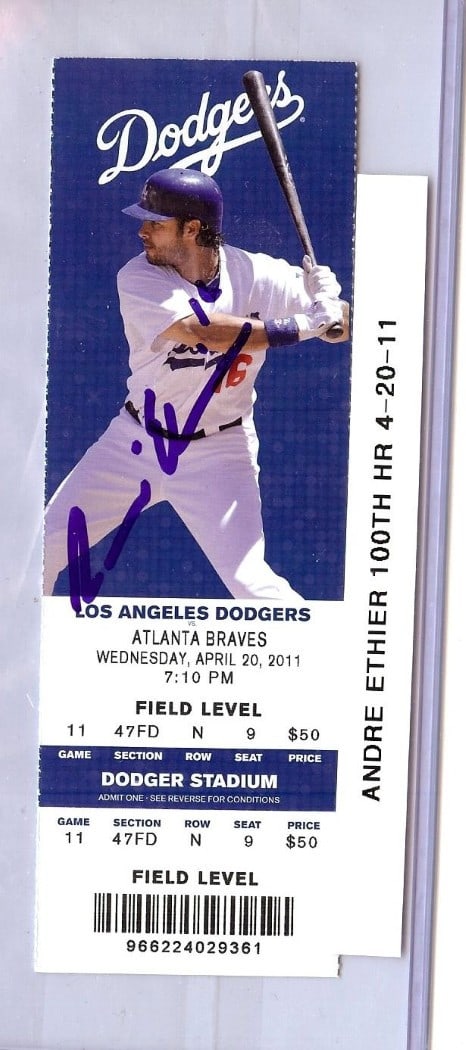 Dodgers
16
LOS ANGELES DODGERS
VS.
ATLANTA BRAVES
WEDNESDAY, APRIL 20, 2011
7:10 PM
FIELD LEVEL
11 47FD N 9 $50
GAME SECTION ROW SEAT PRICE
DODGER STADIUM
ADMIT ONE · SEE REVERSE FOR CONDITIONS
GAME SECTION ROW SEAT PRICE
11 47FD N 9 $50
FIELD LEVEL
966224029361
ANDRE ETHIER 100TH HR 4-20-11